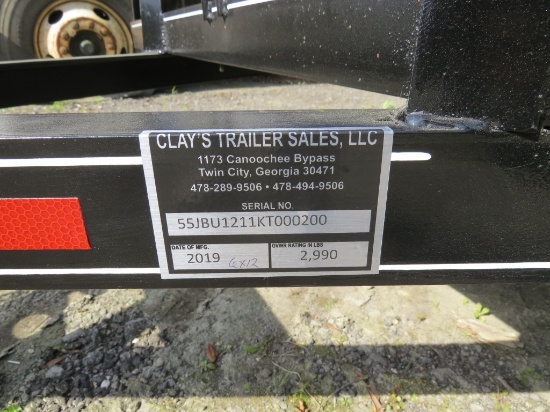 CLAY'S TRAILER SALES, LLC
1173 Canoochee Bypass
Twin City, Georgia 30471
478-289-9506 • 478-494-9506
SERIAL NO.
55JBU1211KT000200
DATE OF MFG.
2019 6X12
GVWR RATING IN LBS
2,990